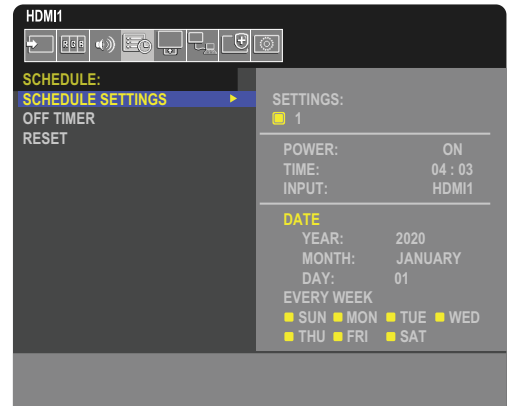 HDMI1
R G B
SCHEDULE:
SCHEDULE SETTINGS
OFF TIMER
RESET
SETTINGS:
1
POWER: ON
TIME: 04 : 03
INPUT: HDMI1
DATE
YEAR: 2020
MONTH: JANUARY
DAY: 01
EVERY WEEK
SUN MON TUE WED
THU FRI SAT